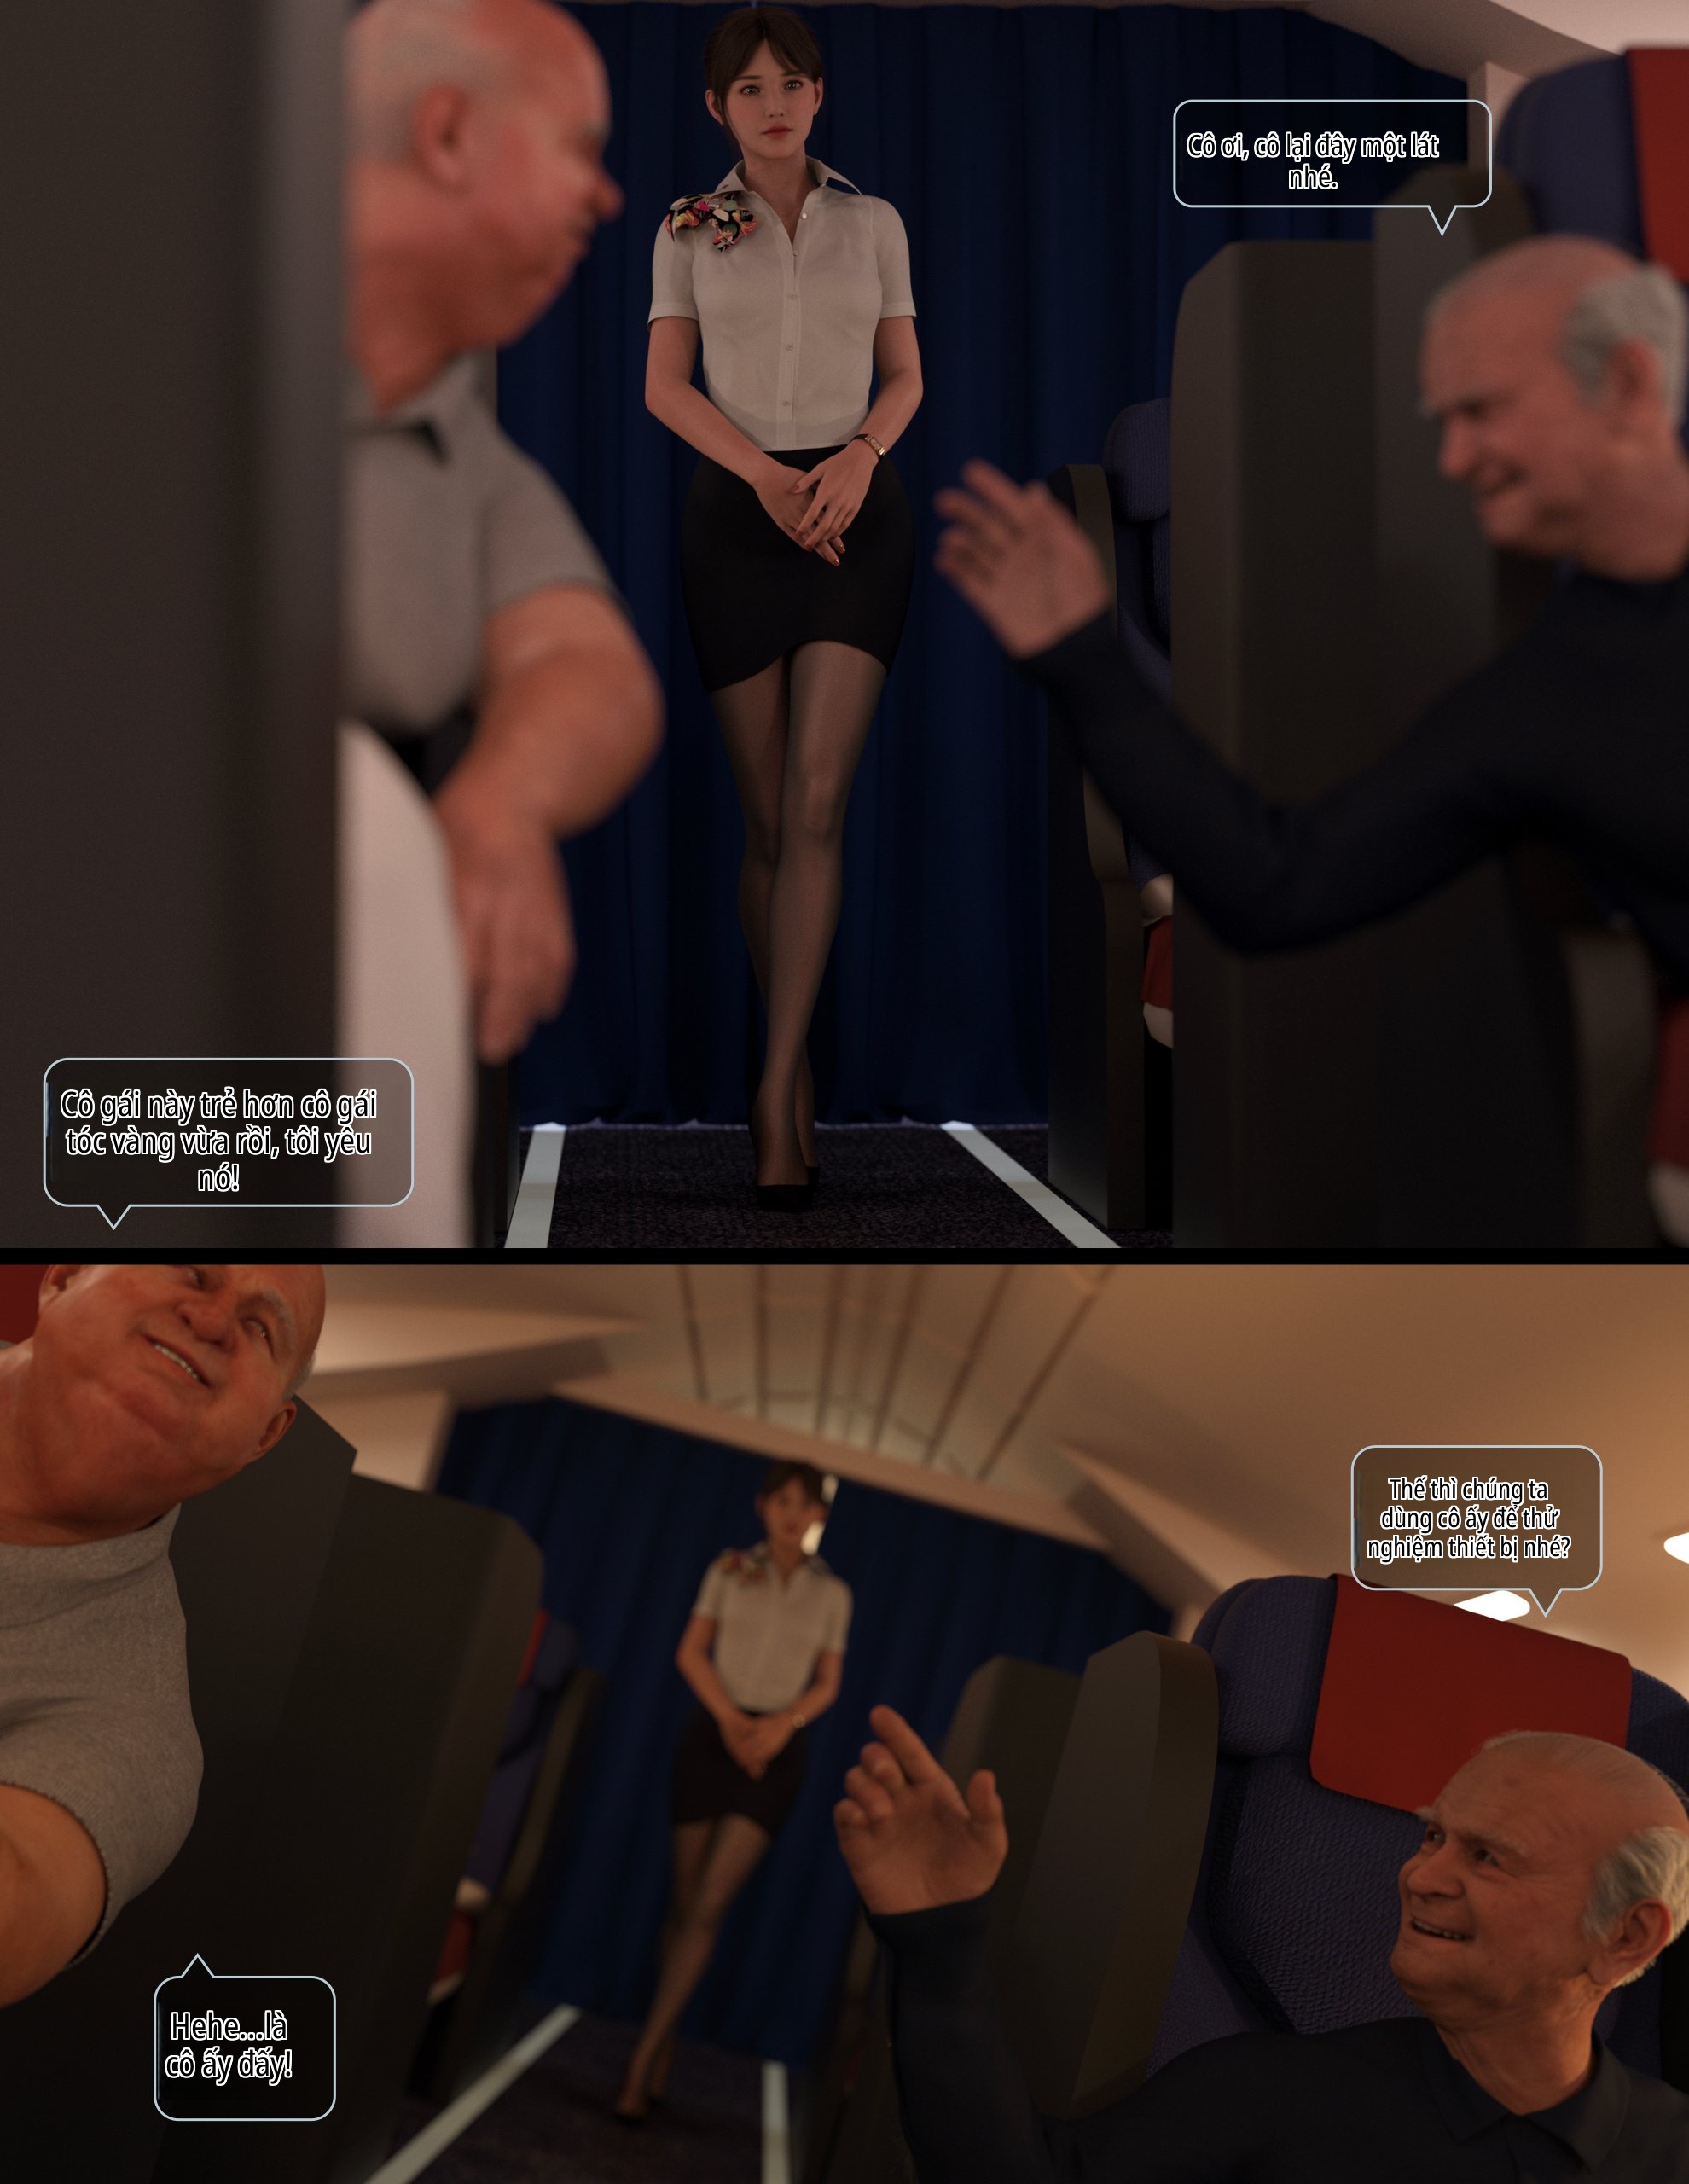 Cô ơi, cô lại đây một lát
nhé.
Cô gái này trẻ hơn cô gái
tóc vàng vừa rồi, tôi yêu
nó!
Thế thì chúng ta
dùng cô ấy để thử
nghiệm thiết bị nhé?
Hehe...là
cô ấy đấy!